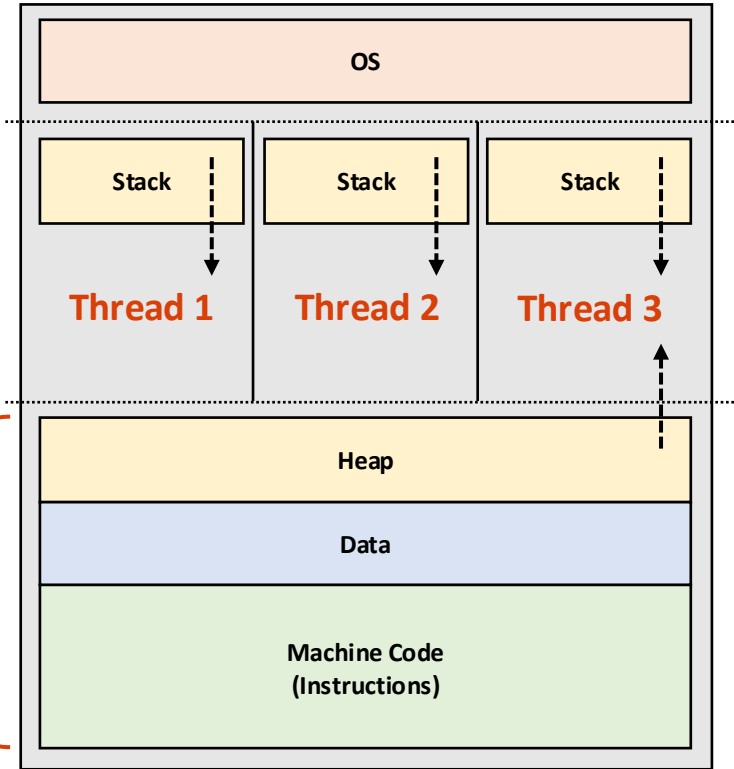 OS
Stack
Stack
Stack
Thread 1
Thread 2
Thread 3
Heap
Data
Machine Code
(Instructions)